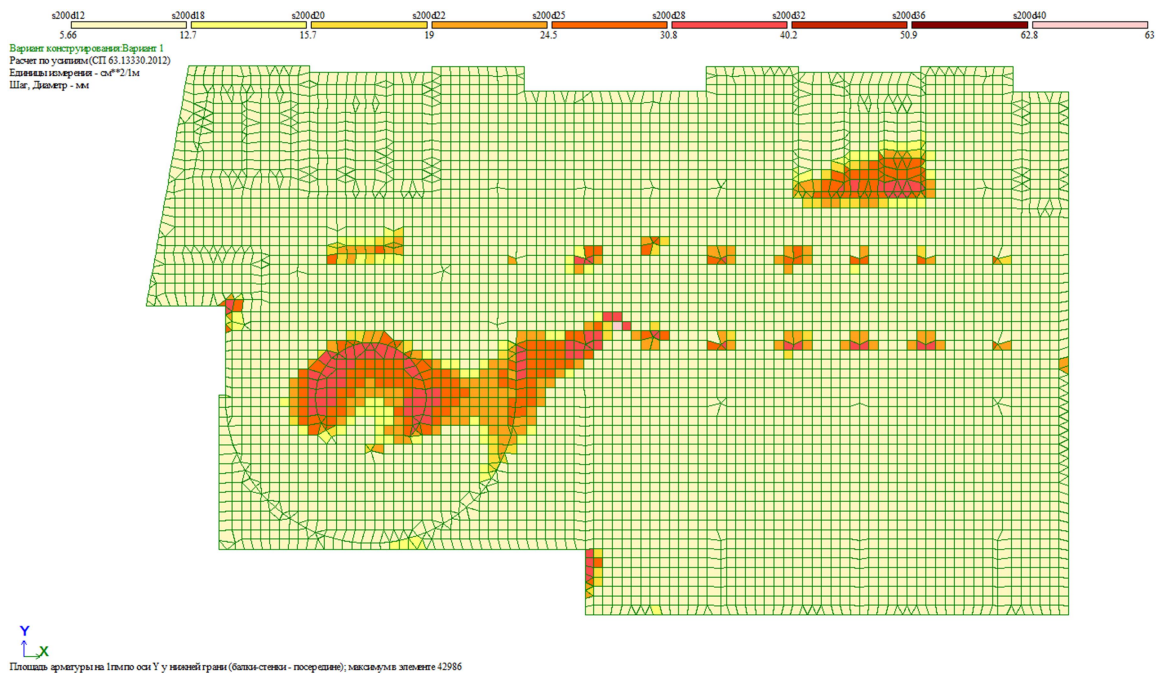 s200d12 s200d18 s200d20 s200d22 s200d25 s200d28 s200d32 s200d36 s200d40
5.66 12.7 15.7 19 24.5 30.8 40.2 50.9 62.8 63
Вариант конструирования:Вариант 1
Расчет по усилиям (СП 63.13330.2012)
Единицы измерения - см**2/1м
Шаг, Диаметр - мм
Y
X
Площадь арматуры на 1пм по оси Y у нижней грани (балки-стенки - посередине); максимум в элементе 42986